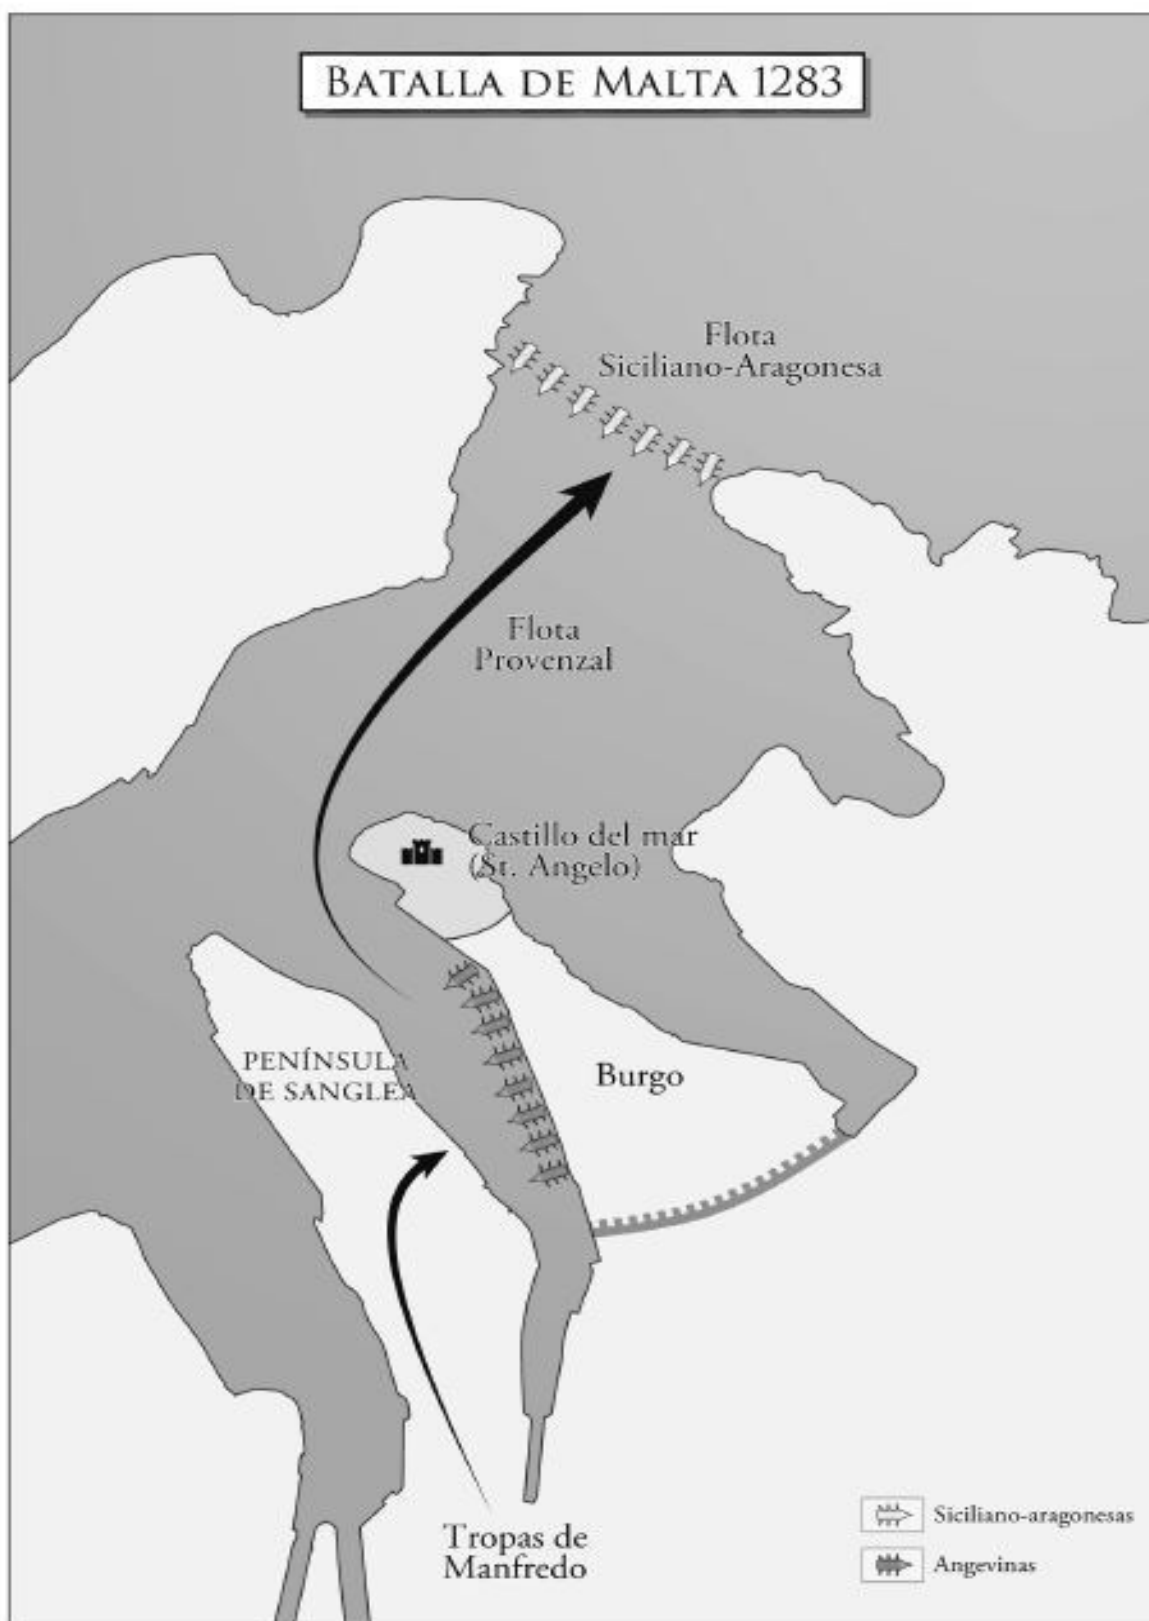 BATALLA DE MALTA 1283
Flota
Siciliano-Aragonesa
Flota
Provenzal
Castillo del mar
(St. Angelo)
PENÍNSULA
DE SANGLEA
Burgo
Tropas de
Manfredo
Siciliano-aragonesas
Angevinas